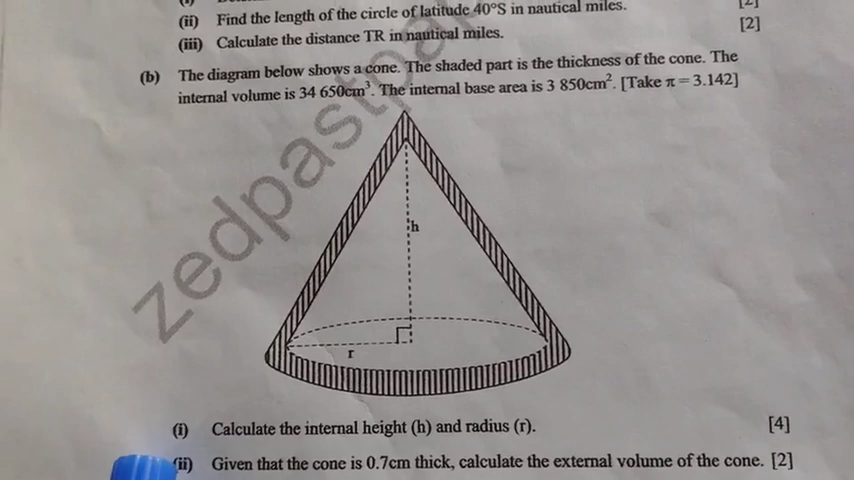 (ii) Find the length of the circle of latitude 40°S in nautical miles.
[2]
(iii) Calculate the distance TR in nautical miles.
[2]
(b) The diagram below shows a cone. The shaded part is the thickness of the cone. The
internal volume is 34 650cm³. The internal base area is 3 850cm². [Take π = 3.142]
zedpastpap
h
r
(i) Calculate the internal height (h) and radius (r). [4]
(ii) Given that the cone is 0.7cm thick, calculate the external volume of the cone. [2]